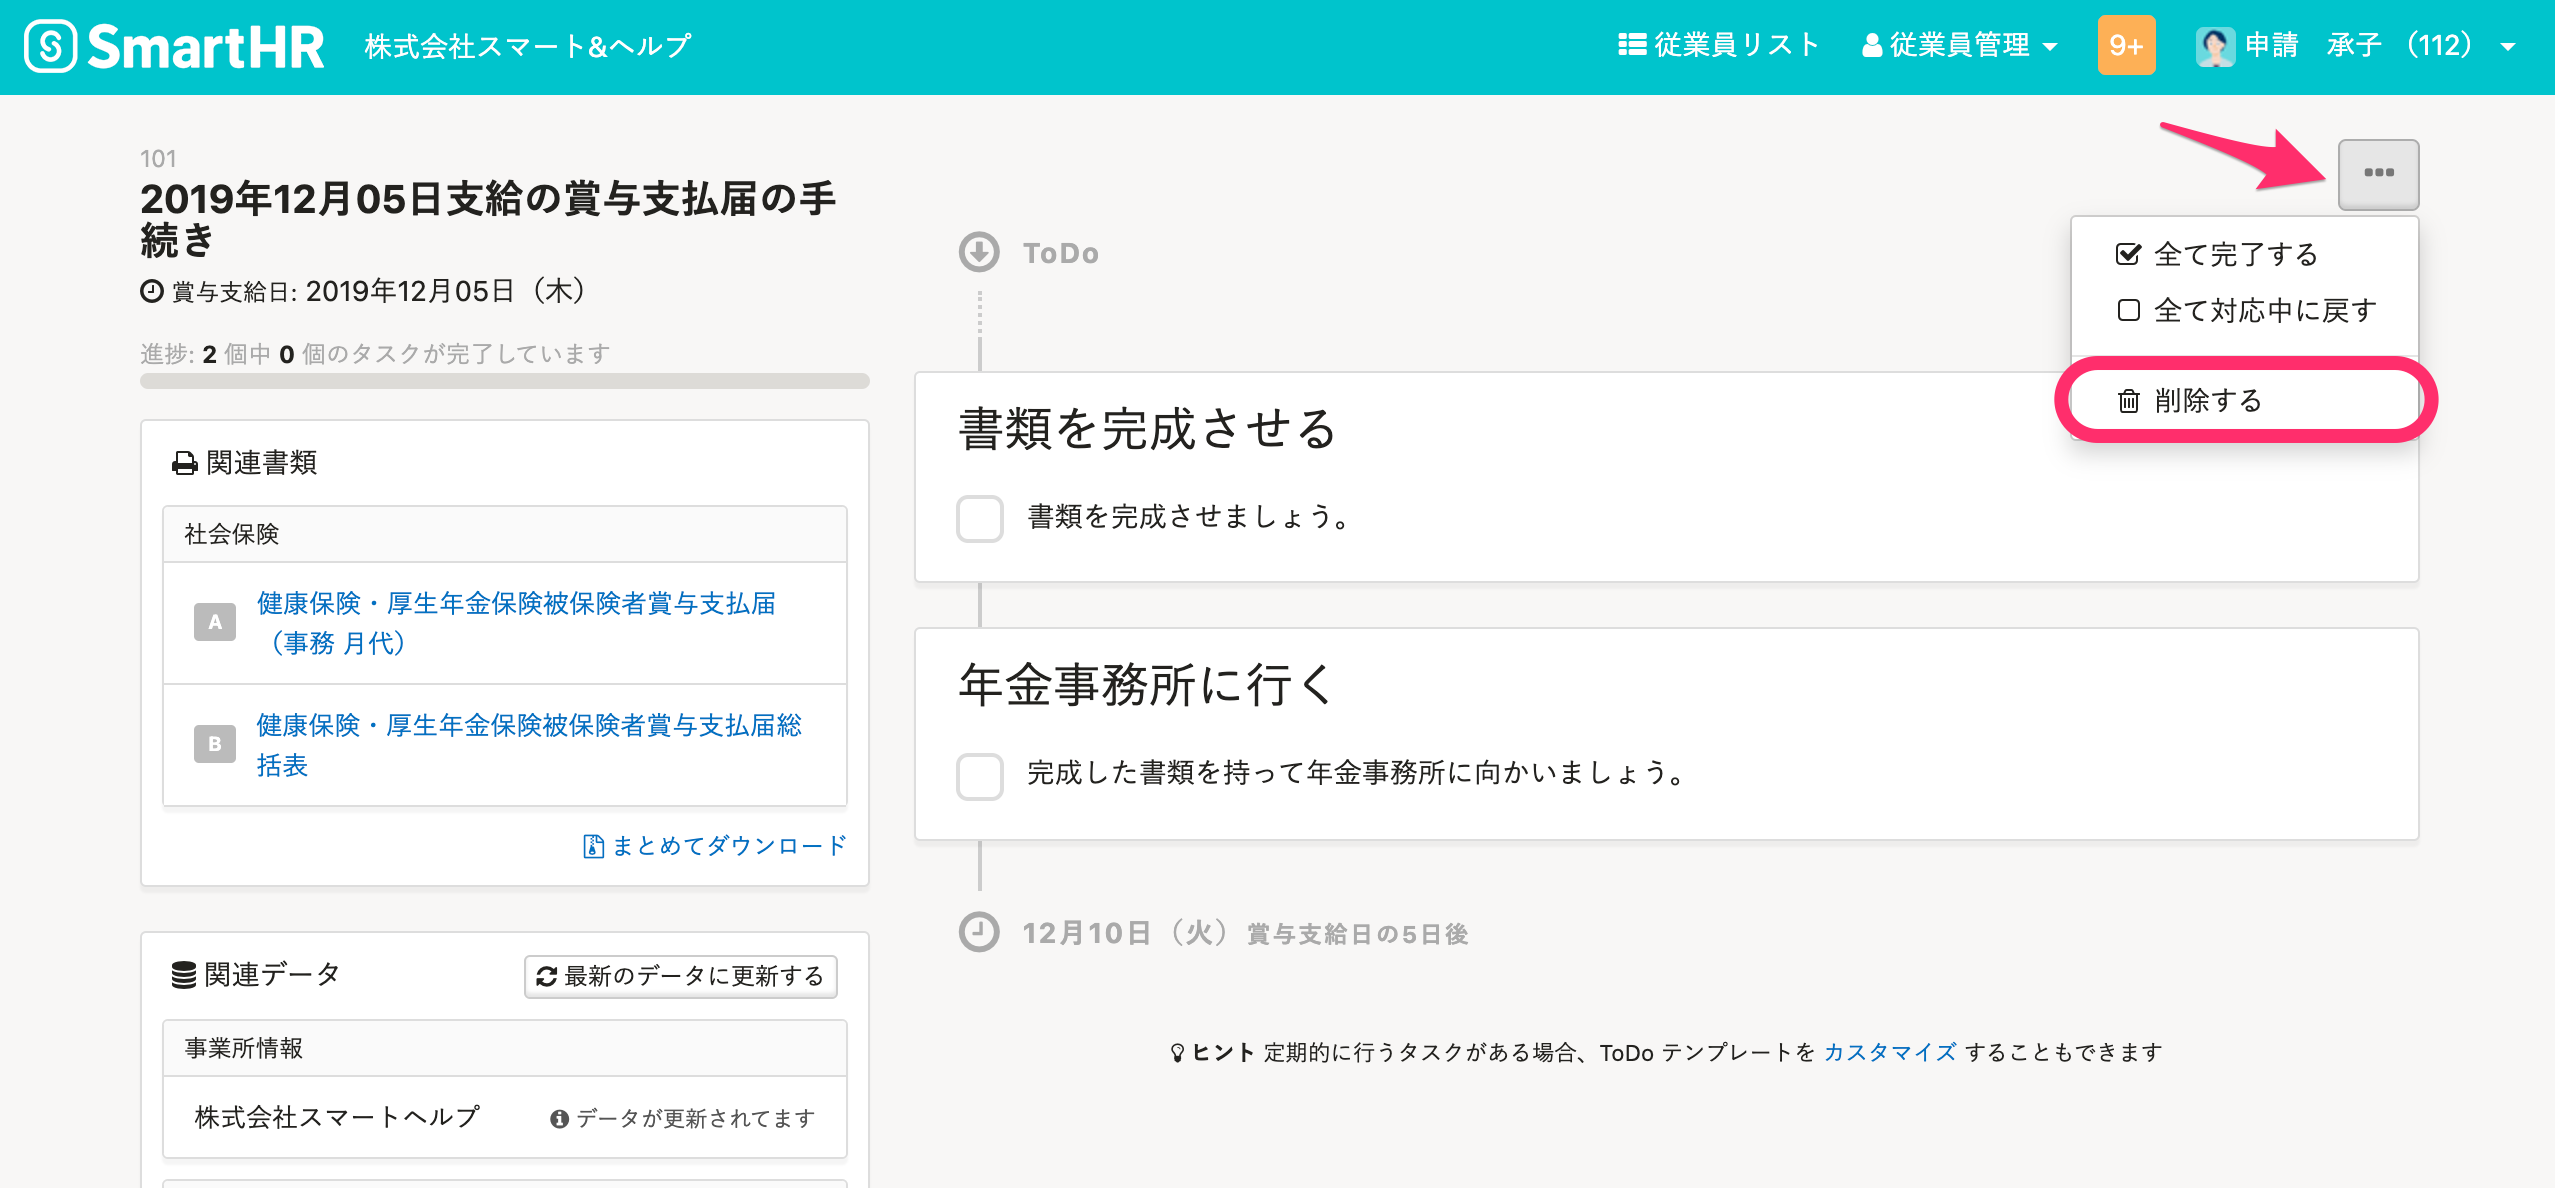 SmartHR 株式会社スマート&ヘルプ 従業員リスト 従業員管理 9+ 申請 承子 （112）
101
2019年12月05日支給の賞与支払届の手
続き
賞与支給日: 2019年12月05日（木）
進捗: 2 個中 0 個のタスクが完了しています
関連書類
社会保険
A 健康保険・厚生年金保険被保険者賞与支払届
（事務 月代）
B 健康保険・厚生年金保険被保険者賞与支払届総
括表
まとめてダウンロード
関連データ 最新のデータに更新する
事業所情報
株式会社スマートヘルプ データが更新されてます
全て完了する
全て対応中に戻す
削除する
ToDo
書類を完成させる
書類を完成させましょう。
年金事務所に行く
完成した書類を持って年金事務所に向かいましょう。
12月10日（火）賞与支給日の5日後
ヒント 定期的に行うタスクがある場合、ToDo テンプレートを カスタマイズ することもできます